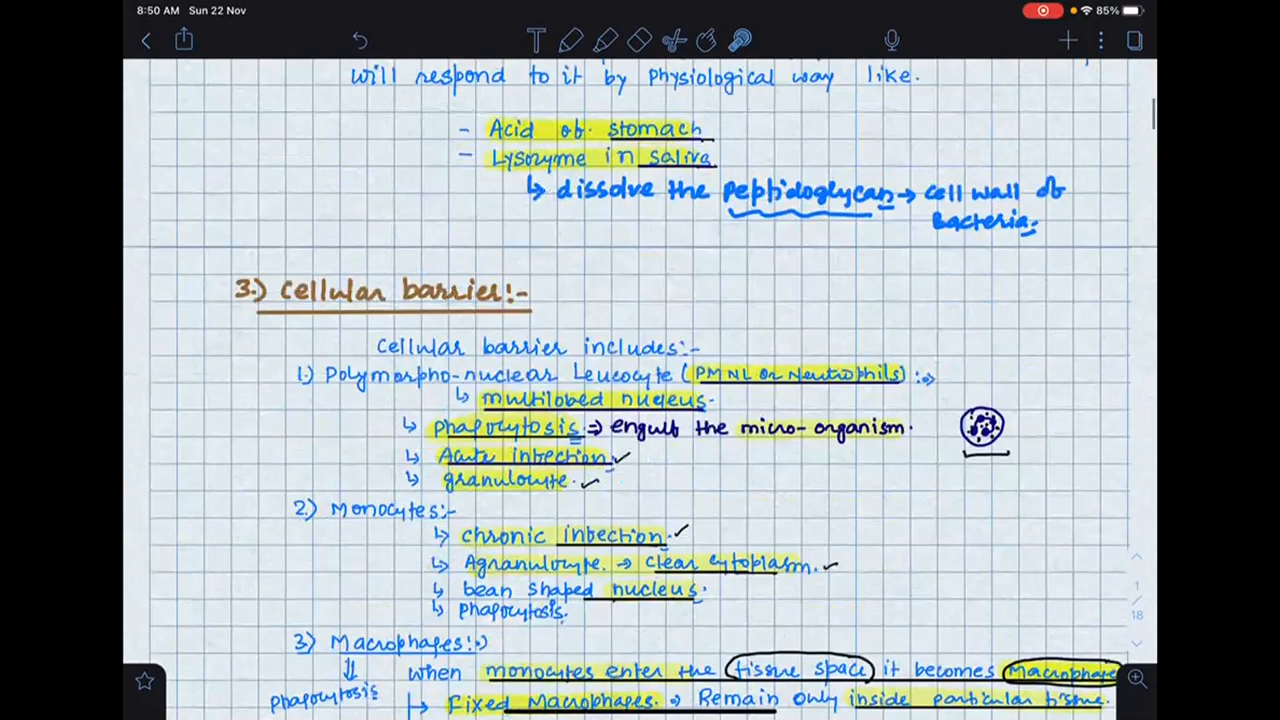 8:50 AM Sun 22 Nov
85%
will respond to it by physiological way like.
- Acid of stomach
- Lysozyme in saliva
↳ dissolve the peptidoglycan → cell wall of
Bacteria.
3.) Cellular barrier:-
Cellular barrier includes:-
1.) Polymorpho-nuclear Leucocyte (PMNL or Neutrophils) :->
↳ multilobed nucleus.
↳ phagocytosis. ⇒ engulf the micro-organism.
↳ Acute infection. ✓
↳ granulocyte. ✓
2.) Monocytes:-
↳ chronic infection. ✓
↳ Agranulocyte. → clear cytoplasm. ✓
↳ bean shaped nucleus.
↳ phagocytosis.
1
/
18
3) Macrophages:->
⇓ when monocytes enter the tissue space it becomes Macrophage
phagocytosis
↳ Fixed Macrophages. → Remain only inside particular tissue.